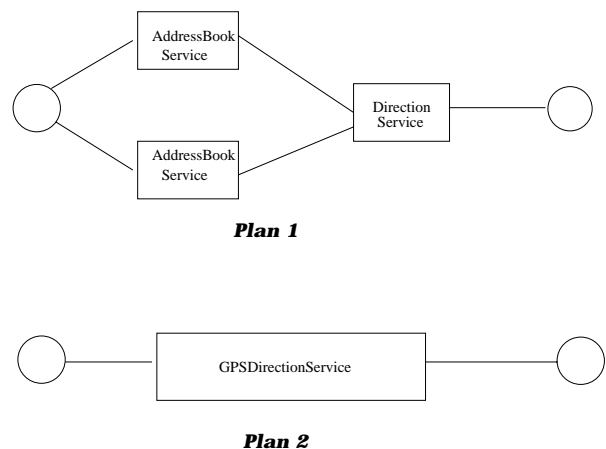 AddressBook
Service
Direction
Service
AddressBook
Service
Plan 1
GPSDirectionService
Plan 2